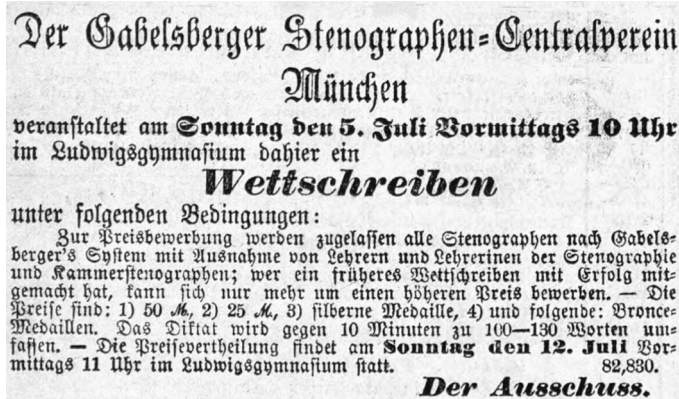 Der Gabelsberger Stenographen-Centralverein
München
veranstaltet am Sonntag den 5. Juli Vormittags 10 Uhr
im Ludwigsgymnasium dahier ein
Wettschreiben
unter folgenden Bedingungen:
Zur Preisbewerbung werden zugelassen alle Stenographen nach Gabels-
berger's System mit Ausnahme von Lehrern und Lehrerinen der Stenographie
und Kammerstenographen; wer ein früheres Wettschreiben mit Erfolg mit-
gemacht hat, kann sich nur mehr um einen höheren Preis bewerben. — Die
Preise sind: 1) 50 M., 2) 25 M., 3) silberne Medaille, 4) und folgende: Bronce-
Medaillen. Das Diktat wird gegen 10 Minuten zu 100—130 Worten um-
fassen. — Die Preisevertheilung findet am Sonntag den 12. Juli Vor-
mittags 11 Uhr im Ludwigsgymnasium statt. 82,830.
Der Ausschuss.